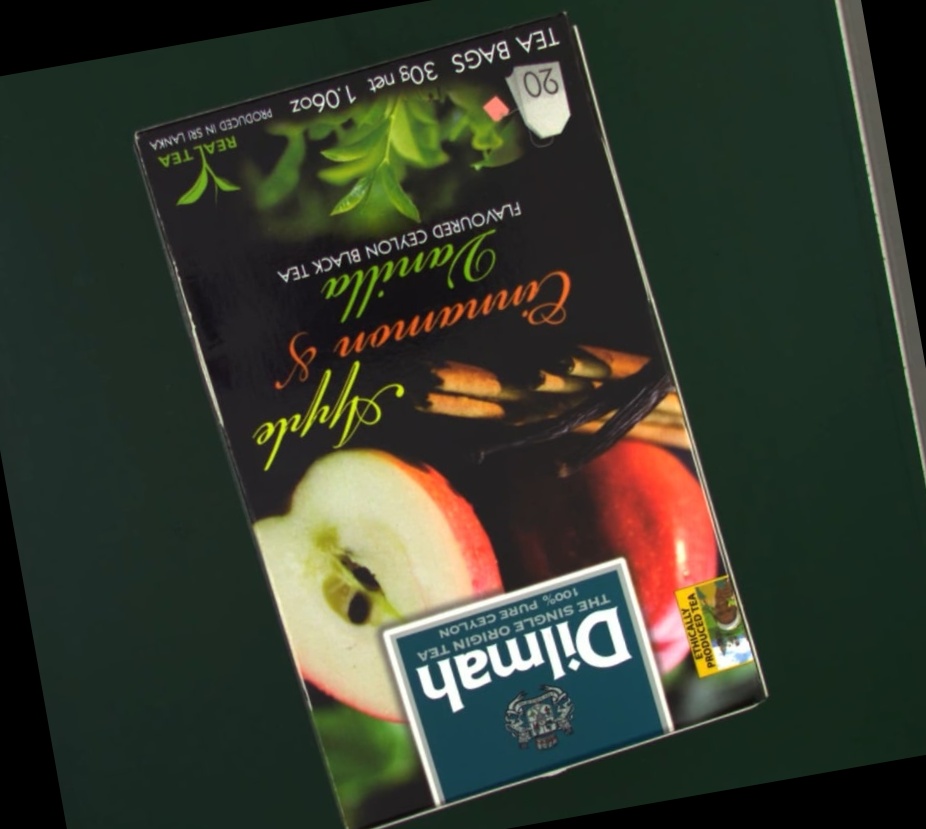 Dilmah
THE SINGLE ORIGIN TEA
100% PURE CEYLON
ETHICALLY
PRODUCED TEA
Apple
Cinnamon &
Vanilla
FLAVOURED CEYLON BLACK TEA
REAL TEA
PRODUCED IN SRI LANKA
20
TEA BAGS 30g net 1.06oz